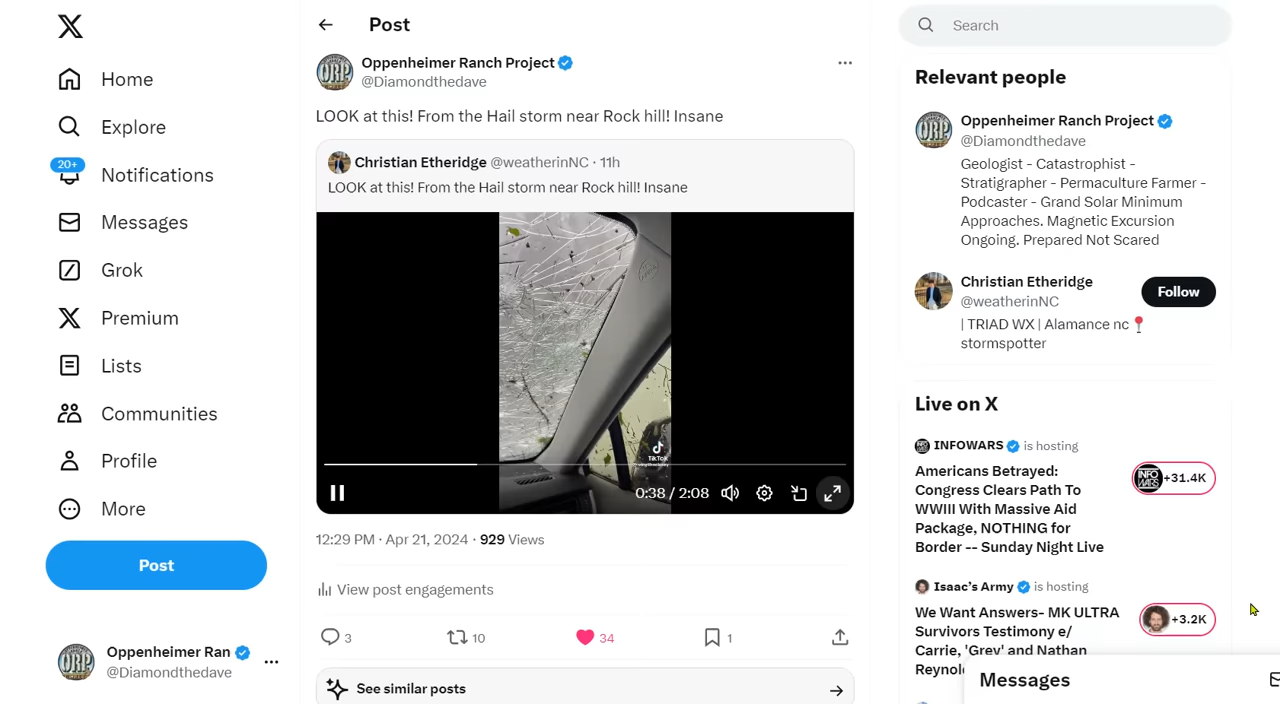 Home
Explore
20+
Notifications
Messages
Grok
Premium
Lists
Communities
Profile
More
Post
Oppenheimer Ran
@Diamondthedave
Post
Oppenheimer Ranch Project
@Diamondthedave
LOOK at this! From the Hail storm near Rock hill! Insane
Christian Etheridge @weatherinNC · 11h
LOOK at this! From the Hail storm near Rock hill! Insane
TikTok
0:38 / 2:08
12:29 PM · Apr 21, 2024 · 929 Views
View post engagements
3 10 34 1
See similar posts
Search
Relevant people
Oppenheimer Ranch Project
@Diamondthedave
Geologist - Catastrophist -
Stratigrapher - Permaculture Farmer -
Podcaster - Grand Solar Minimum
Approaches. Magnetic Excursion
Ongoing. Prepared Not Scared
Christian Etheridge
@weatherinNC
Follow
| TRIAD WX | Alamance nc
stormspotter
Live on X
INFOWARS is hosting
Americans Betrayed:
Congress Clears Path To
WWIII With Massive Aid
Package, NOTHING for
Border -- Sunday Night Live
INFO WARS +31.4K
Isaac's Army is hosting
We Want Answers- MK ULTRA
Survivors Testimony e/
Carrie, 'Grey' and Nathan
Reynol
+3.2K
Messages